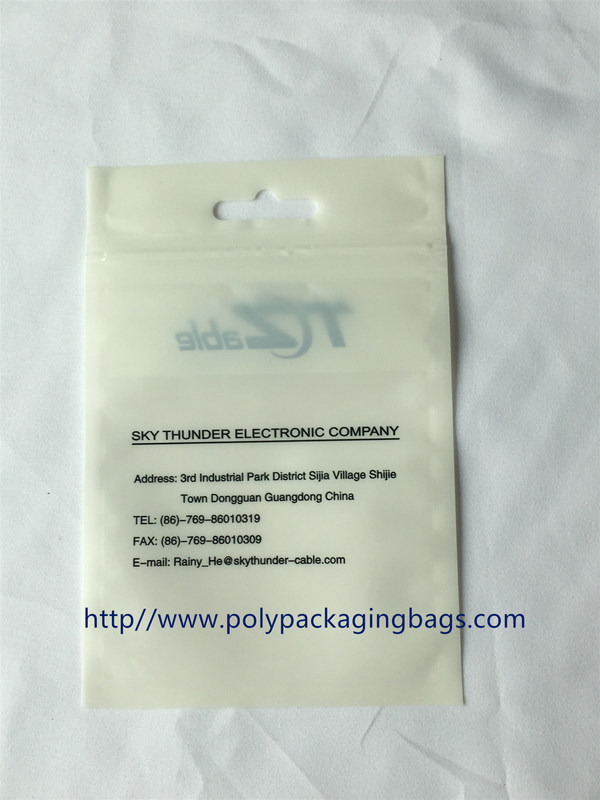 SKY THUNDER ELECTRONIC COMPANY
Address: 3rd Industrial Park District Sijia Village Shijie
Town Dongguan Guangdong China
TEL: (86)-769-86010319
FAX: (86)-769-86010309
E-mail: Rainy_He@skythunder-cable.com
http//www.polypackagingbags.com